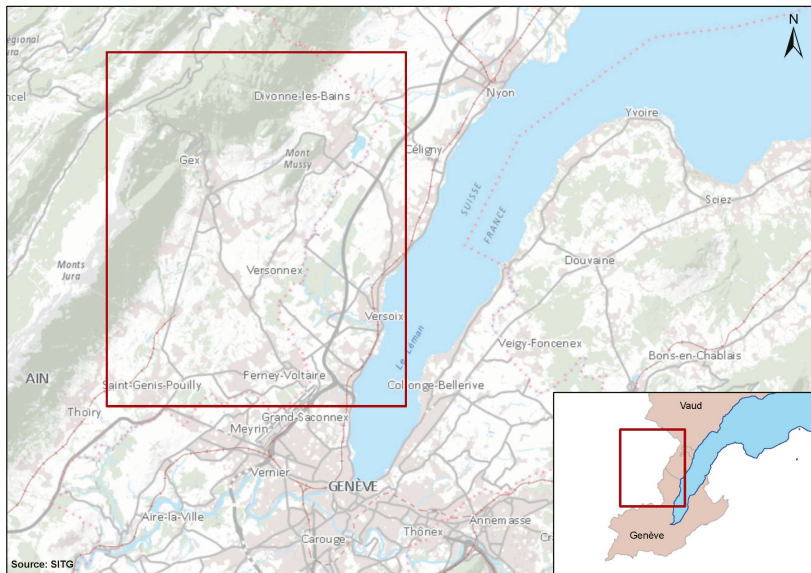 N
Régional
Jura
Divonne-les-Bains
Nyon
Yvoire
Céligny
Gex
Mont
Mussy
SUISSE
FRANCE
Sciez
Monts
Jura
Versonnex
Douvaine
Versoix
Le Léman
Veigy-Foncenex
Bons-en-Chablais
AIN
Saint-Genis-Pouilly
Ferney-Voltaire
Collonge-Bellerive
Thoiry
Grand-Saconnex
Meyrin
Vernier
GENÈVE
Aire-la-Ville
Thônex
Annemasse
Carouge
Vaud
Genève
Source: SITG